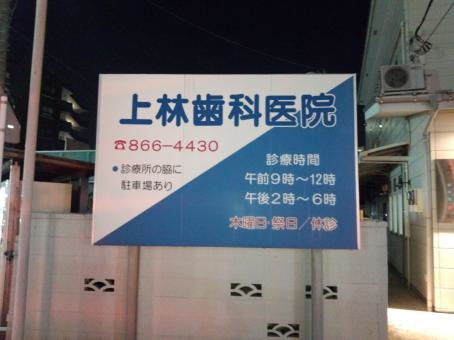 上林歯科医院
☎866-4430
●診療所の脇に
駐車場あり
診療時間
午前9時〜12時
午後2時〜6時
木曜日・祭日/休診